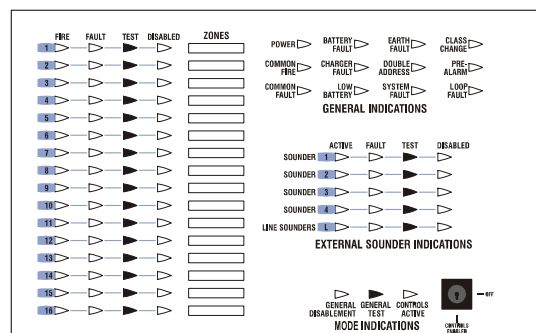 FIRE FAULT TEST DISABLED ZONES
1
2
3
4
5
6
7
8
9
10
11
12
13
14
15
16
POWER BATTERY FAULT EARTH FAULT CLASS CHANGE
COMMON FIRE CHARGER FAULT DOUBLE ADDRESS PRE-ALARM
COMMON FAULT LOW BATTERY SYSTEM FAULT LOOP FAULT
GENERAL INDICATIONS
ACTIVE FAULT TEST DISABLED
SOUNDER 1
SOUNDER 2
SOUNDER 3
SOUNDER 4
LINE SOUNDERS L
EXTERNAL SOUNDER INDICATIONS
GENERAL DISABLEMENT GENERAL TEST CONTROLS ACTIVE
OFF
CONTROLS ENABLED
MODE INDICATIONS